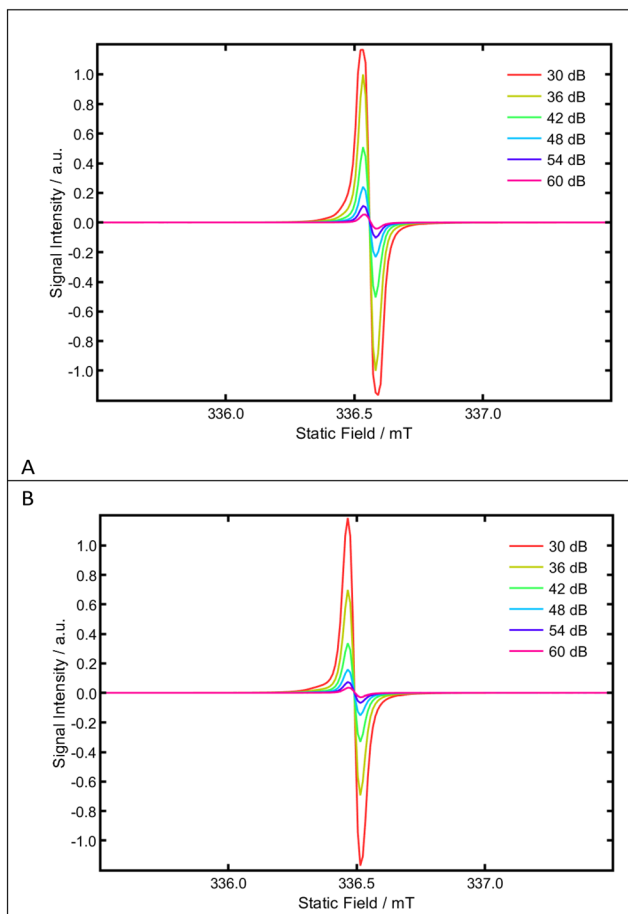 1.0
0.8
0.6
0.4
0.2
0.0
-0.2
-0.4
-0.6
-0.8
-1.0
Signal Intensity / a.u.
30 dB
36 dB
42 dB
48 dB
54 dB
60 dB
336.0
336.5
337.0
Static Field / mT
A
B
1.0
0.8
0.6
0.4
0.2
0.0
-0.2
-0.4
-0.6
-0.8
-1.0
Signal Intensity / a.u.
30 dB
36 dB
42 dB
48 dB
54 dB
60 dB
336.0
336.5
337.0
Static Field / mT